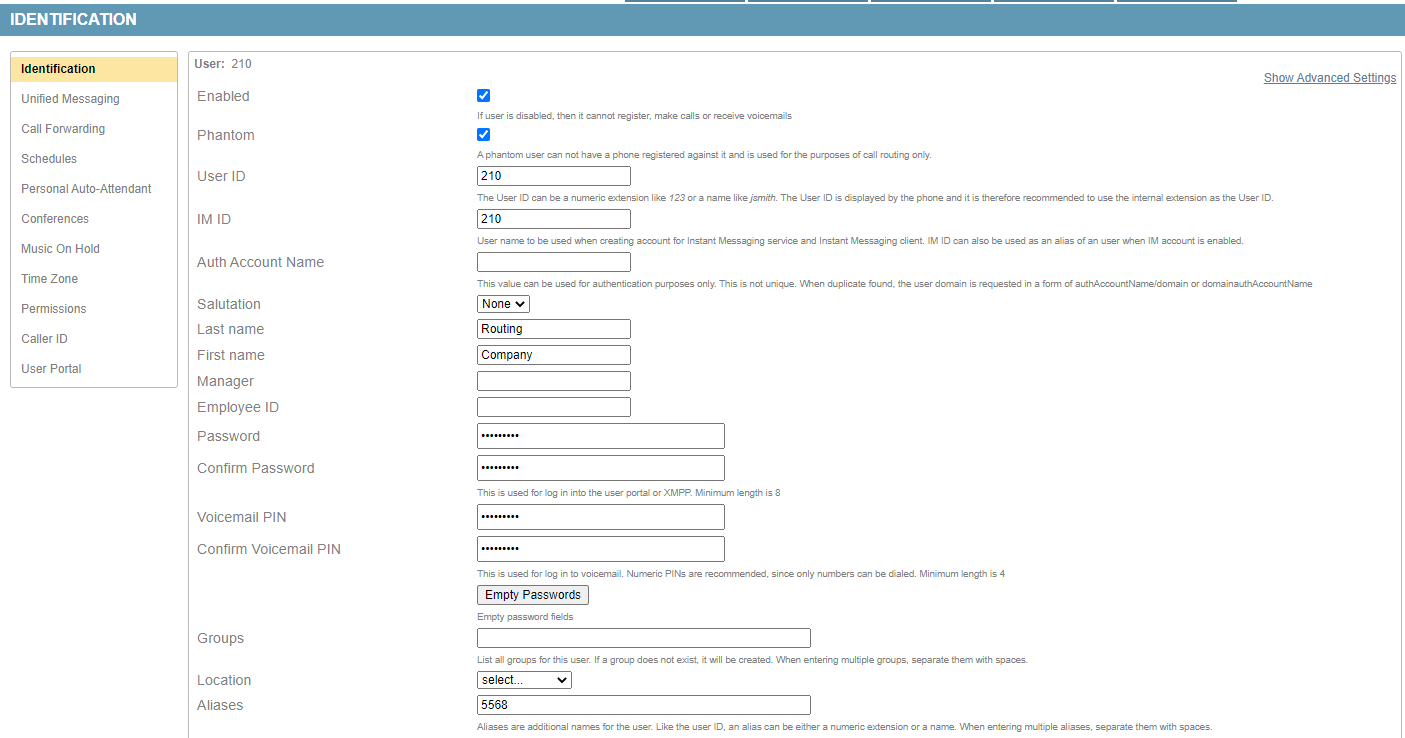 IDENTIFICATION
Identification
Unified Messaging
Call Forwarding
Schedules
Personal Auto-Attendant
Conferences
Music On Hold
Time Zone
Permissions
Caller ID
User Portal
User: 210
Show Advanced Settings
Enabled
If user is disabled, then it cannot register, make calls or receive voicemails
Phantom
A phantom user can not have a phone registered against it and is used for the purposes of call routing only.
User ID 210
The User ID can be a numeric extension like 123 or a name like jsmith. The User ID is displayed by the phone and it is therefore recommended to use the internal extension as the User ID.
IM ID 210
User name to be used when creating account for Instant Messaging service and Instant Messaging client. IM ID can also be used as an alias of an user when IM account is enabled.
Auth Account Name
This value can be used for authentication purposes only. This is not unique. When duplicate found, the user domain is requested in a form of authAccountName/domain or domainauthAccountName
Salutation None
Last name Routing
First name Company
Manager
Employee ID
Password •••••••••
Confirm Password •••••••••
This is used for log in into the user portal or XMPP. Minimum length is 8
Voicemail PIN •••••••••
Confirm Voicemail PIN •••••••••
This is used for log in to voicemail. Numeric PINs are recommended, since only numbers can be dialed. Minimum length is 4
Empty Passwords
Empty password fields
Groups
List all groups for this user. If a group does not exist, it will be created. When entering multiple groups, separate them with spaces.
Location select...
Aliases 5568
Aliases are additional names for the user. Like the user ID, an alias can be either a numeric extension or a name. When entering multiple aliases, separate them with spaces.